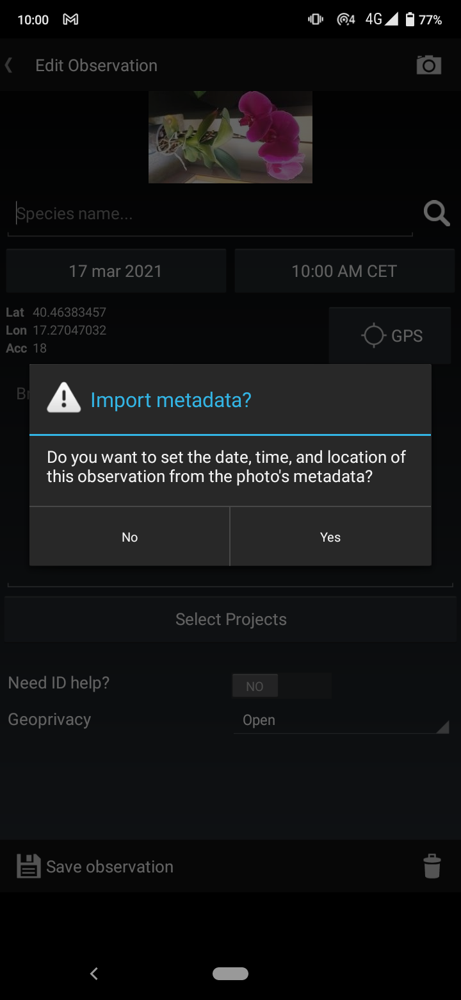 10:00 4 4G 77%
Edit Observation
Species name...
17 mar 2021 10:00 AM CET
Lat 40.46383457
Lon 17.27047032
Acc 18
GPS
Import metadata?
Do you want to set the date, time, and location of
this observation from the photo's metadata?
No Yes
Select Projects
Need ID help? NO
Geoprivacy Open
Save observation